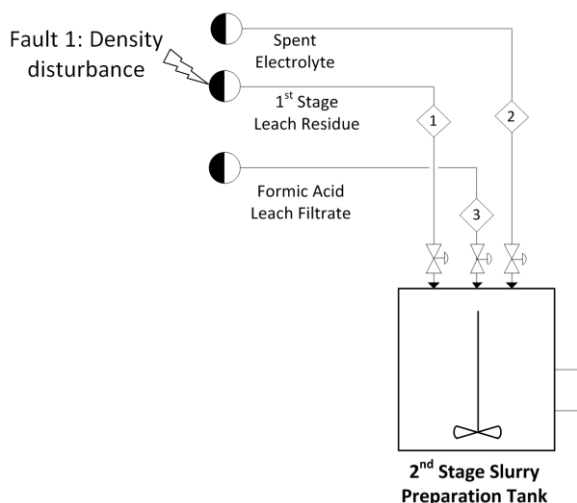 Fault 1: Density
disturbance
Spent
Electrolyte
1st Stage
Leach Residue
Formic Acid
Leach Filtrate
1
2
3
2nd Stage Slurry
Preparation Tank